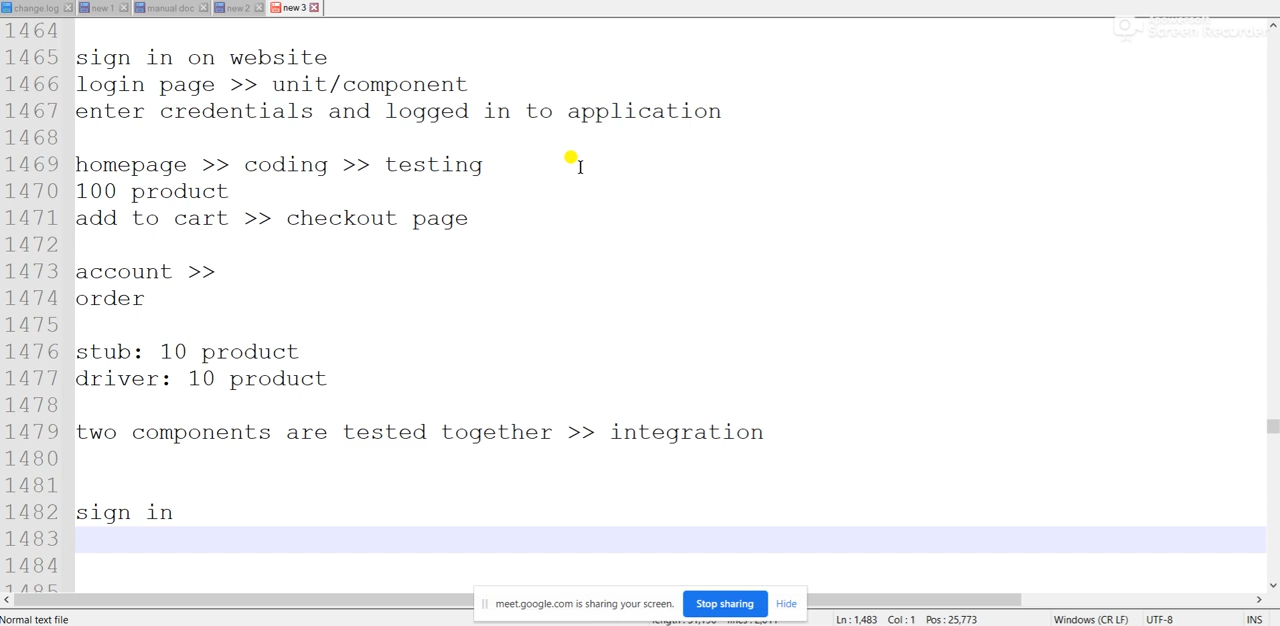 change.log
new 1
manual doc
new 2
new 3
Screen Recorder
1464
1465 sign in on website
1466 login page >> unit/component
1467 enter credentials and logged in to application
1468
1469 homepage >> coding >> testing
1470 100 product
1471 add to cart >> checkout page
1472
1473 account >>
1474 order
1475
1476 stub: 10 product
1477 driver: 10 product
1478
1479 two components are tested together >> integration
1480
1481
1482 sign in
1483
1484
1485
meet.google.com is sharing your screen.
Stop sharing
Hide
Normal text file
Ln : 1,483 Col : 1 Pos : 25,773
Windows (CR LF)
UTF-8
INS